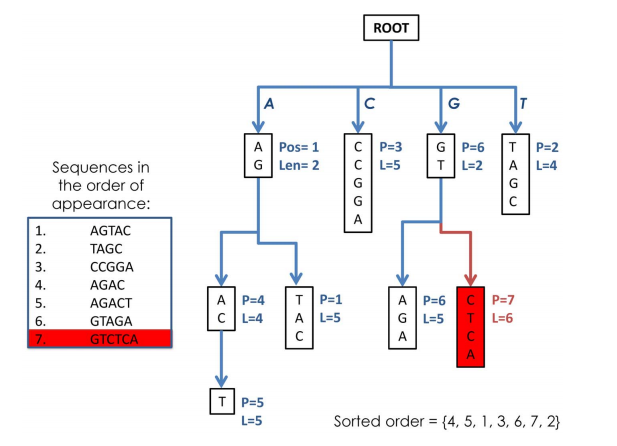 ROOT
A
C
G
T
A
G
Pos= 1
Len= 2
C
C
G
G
A
P=3
L=5
G
T
P=6
L=2
T
A
G
C
P=2
L=4
Sequences in
the order of
appearance:
1. AGTAC
2. TAGC
3. CCGGA
4. AGAC
5. AGACT
6. GTAGA
7. GTCTCA
A
C
P=4
L=4
T
A
C
P=1
L=5
A
G
A
P=6
L=5
C
T
C
A
P=7
L=6
T
P=5
L=5
Sorted order = {4, 5, 1, 3, 6, 7, 2}